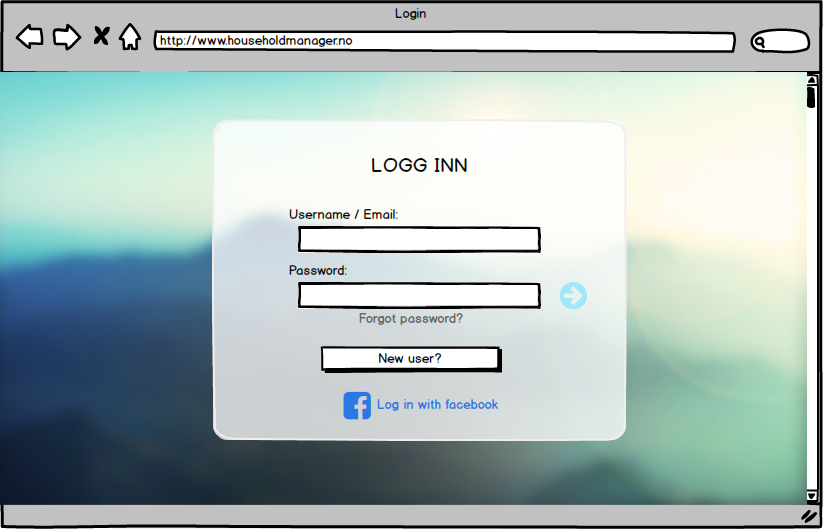 Login
http://www.householdmanager.no
LOGG INN
Username / Email:
Password:
Forgot password?
New user?
Log in with facebook